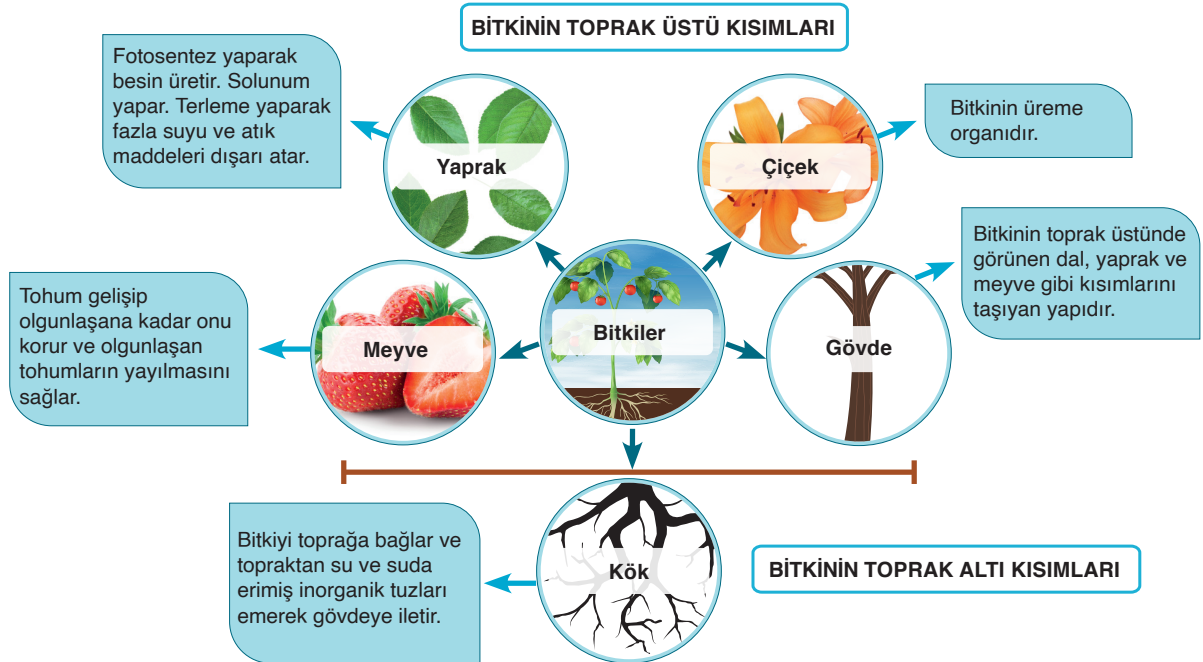 BİTKİNİN TOPRAK ÜSTÜ KISIMLARI
Fotosentez yaparak
besin üretir. Solunum
yapar. Terleme yaparak
fazla suyu ve atık
maddeleri dışarı atar.
Yaprak
Çiçek
Bitkinin üreme
organıdır.
Tohum gelişip
olgunlaşana kadar onu
korur ve olgunlaşan
tohumların yayılmasını
sağlar.
Meyve
Bitkiler
Gövde
Bitkinin toprak üstünde
görünen dal, yaprak ve
meyve gibi kısımlarını
taşıyan yapıdır.
Bitkiyi toprağa bağlar ve
topraktan su ve suda
erimiş inorganik tuzları
emerek gövdeye iletir.
Kök
BİTKİNİN TOPRAK ALTI KISIMLARI